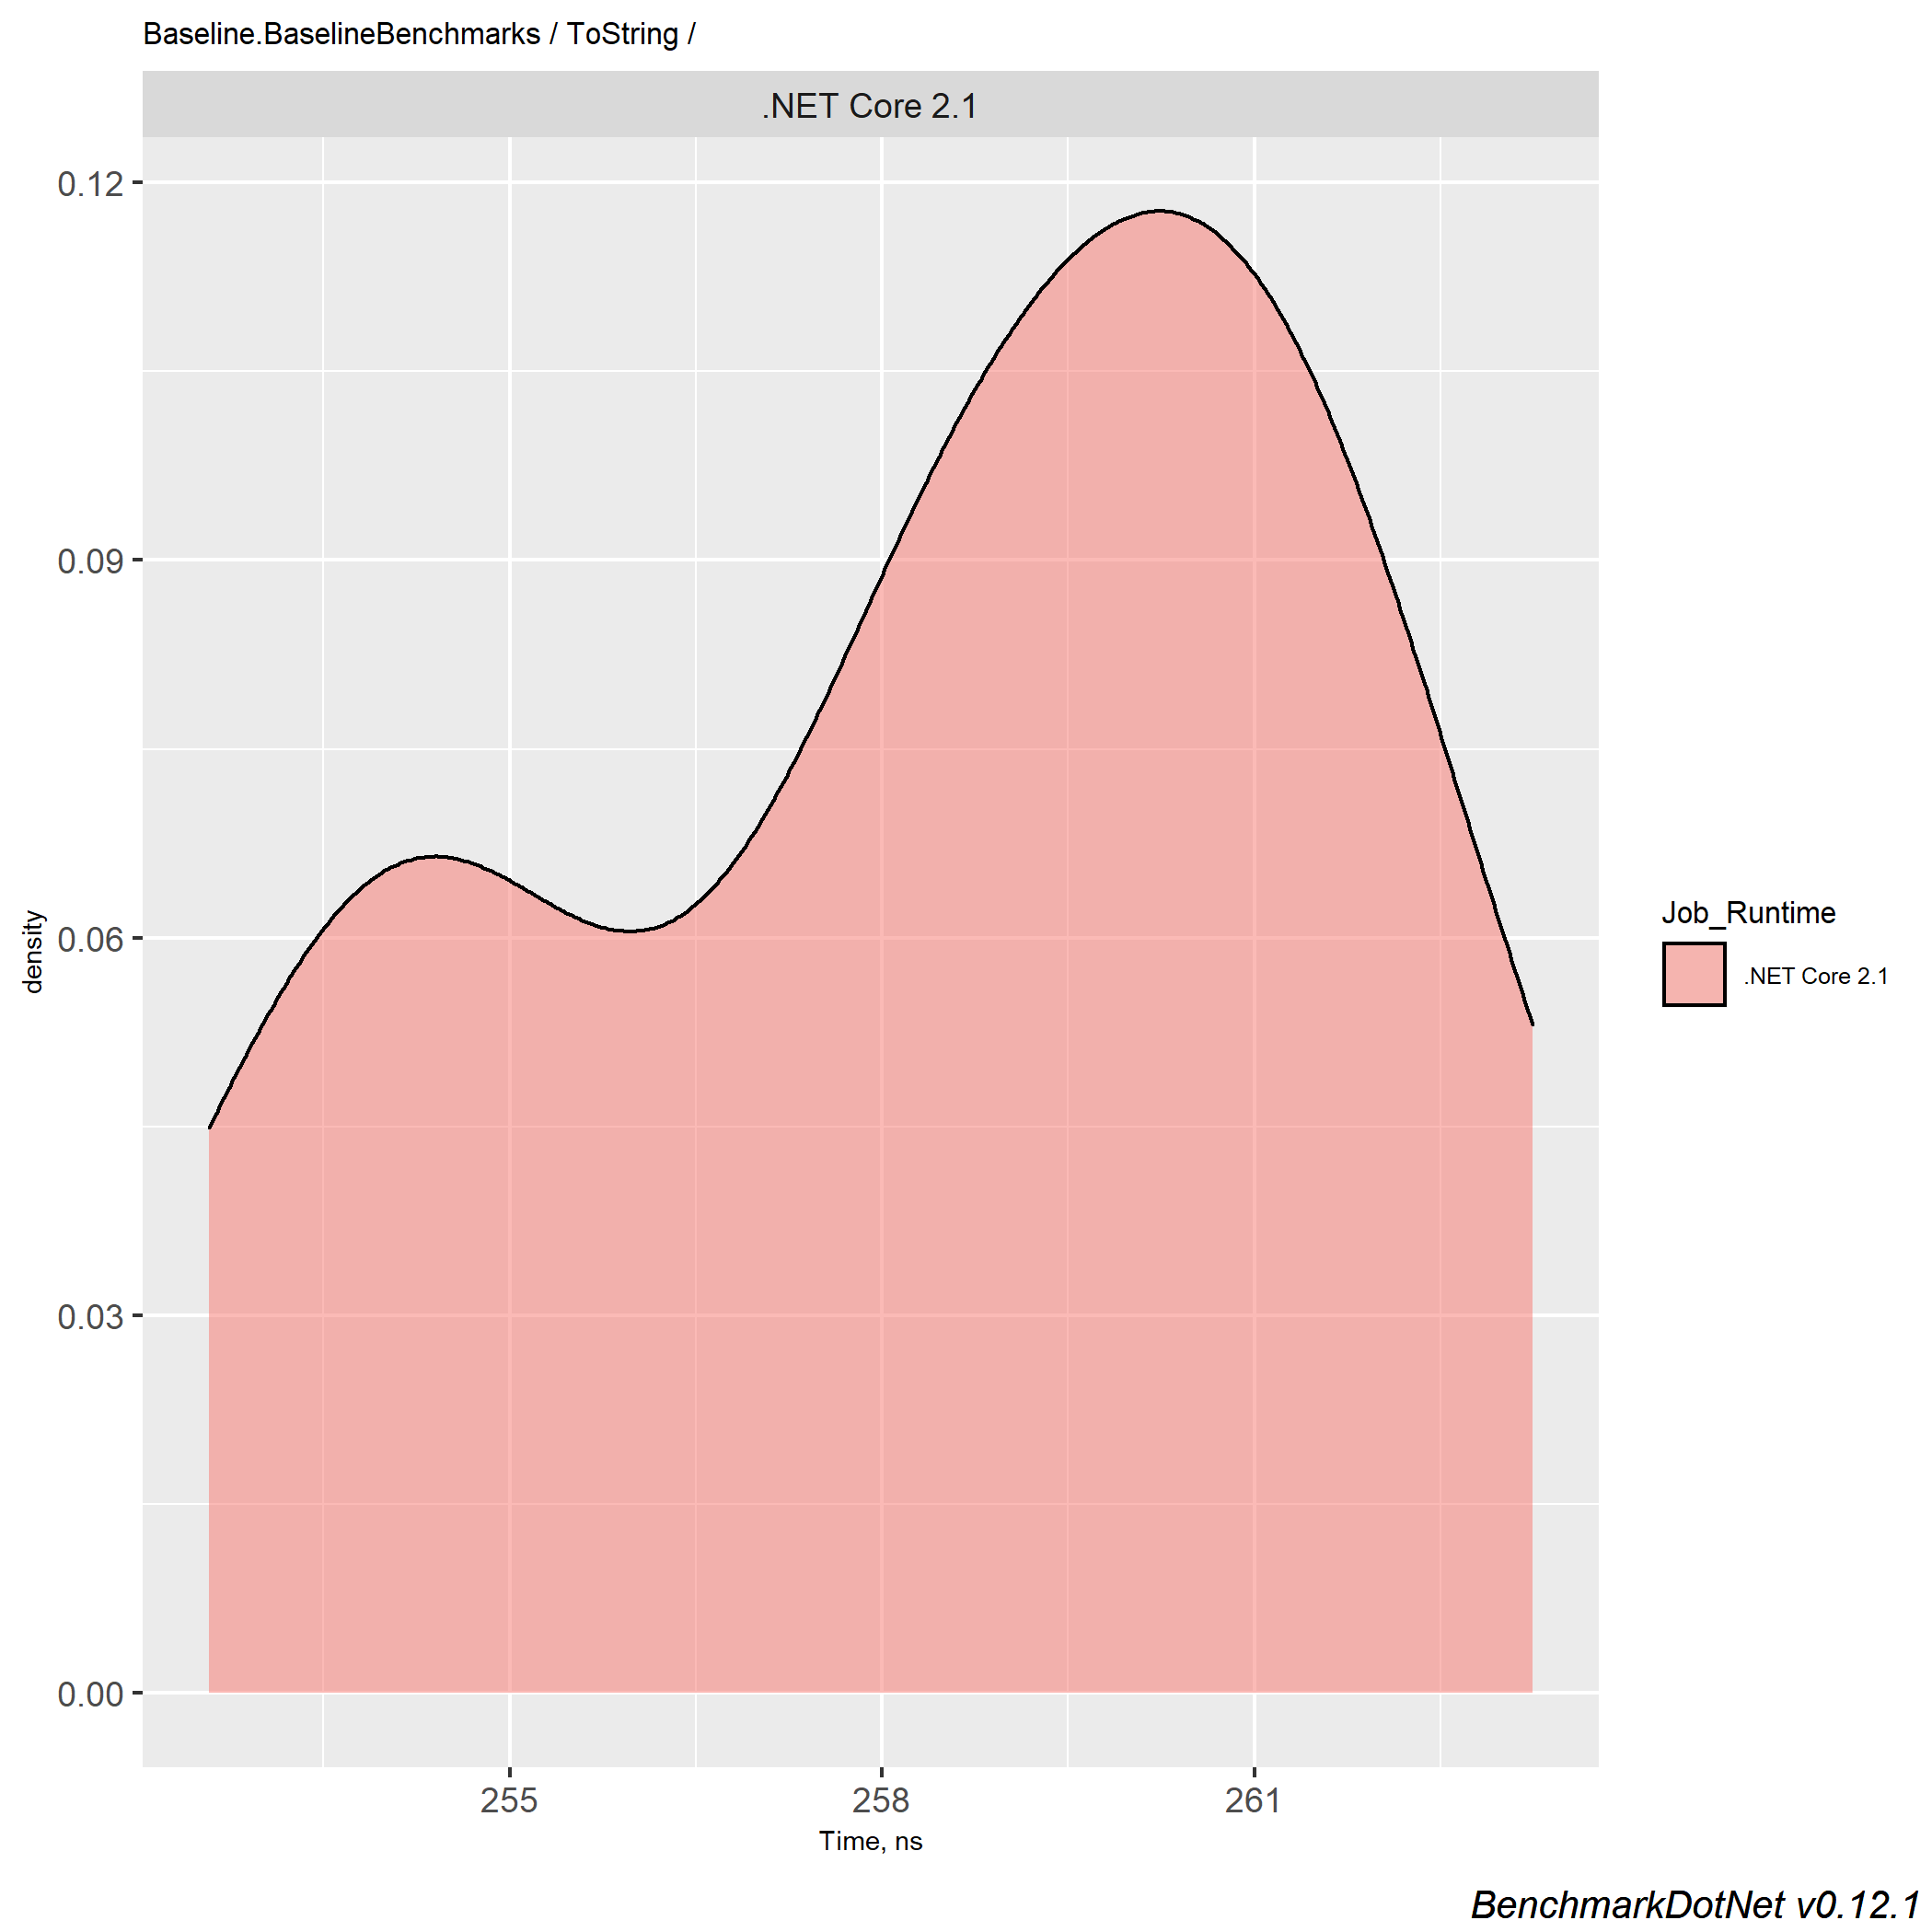 Baseline.BaselineBenchmarks / ToString /
.NET Core 2.1
0.12
0.09
0.06
0.03
0.00
density
255 258 261
Time, ns
Job_Runtime
.NET Core 2.1
BenchmarkDotNet v0.12.1